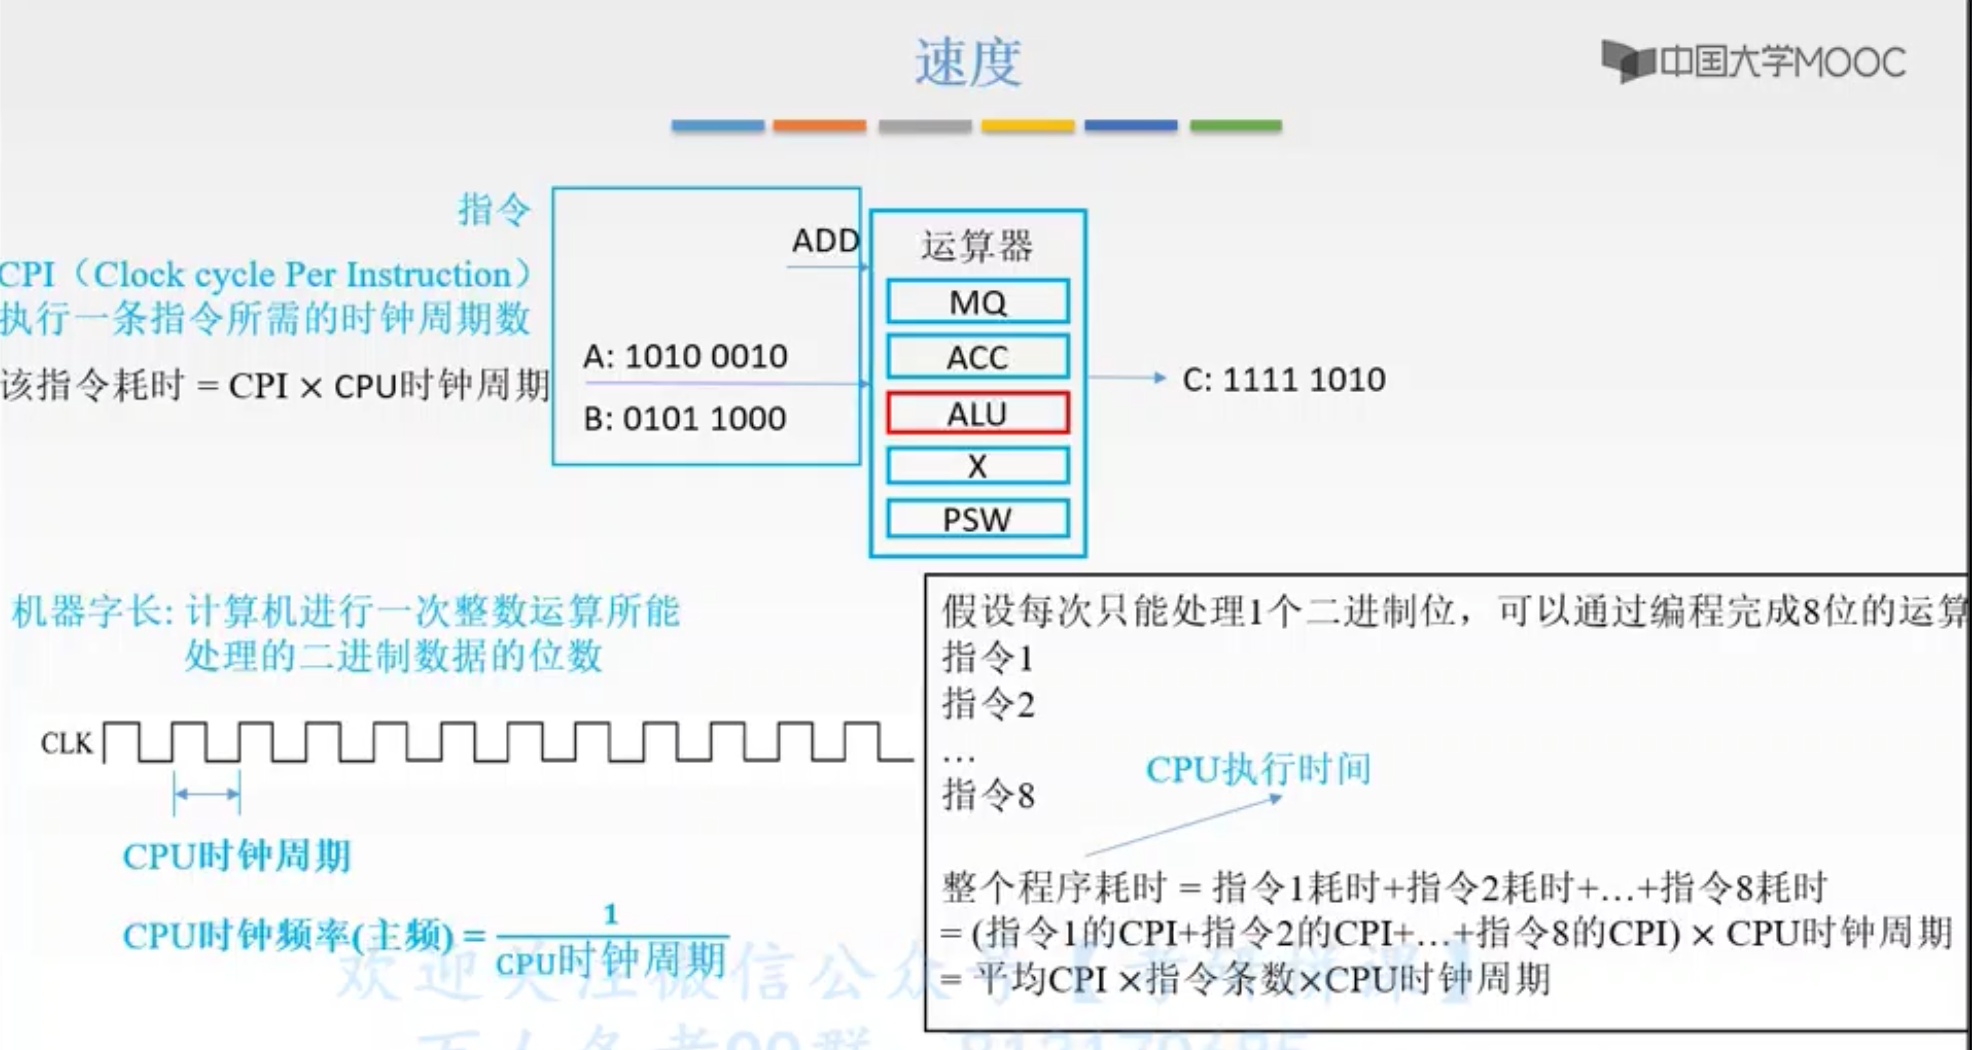 速度
中国大学MOOC
指令
CPI（Clock cycle Per Instruction）
执行一条指令所需的时钟周期数
该指令耗时 = CPI × CPU时钟周期
ADD
A: 1010 0010
B: 0101 1000
运算器
MQ
ACC
ALU
X
PSW
C: 1111 1010
机器字长: 计算机进行一次整数运算所能
处理的二进制数据的位数
CLK
CPU时钟周期
CPU时钟频率(主频) =
1
CPU时钟周期
假设每次只能处理1个二进制位，可以通过编程完成8位的运算
指令1
指令2
…
指令8
CPU执行时间
整个程序耗时 = 指令1耗时+指令2耗时+…+指令8耗时
= (指令1的CPI+指令2的CPI+…+指令8的CPI) × CPU时钟周期
= 平均CPI ×指令条数×CPU时钟周期
欢迎关注微信公众号